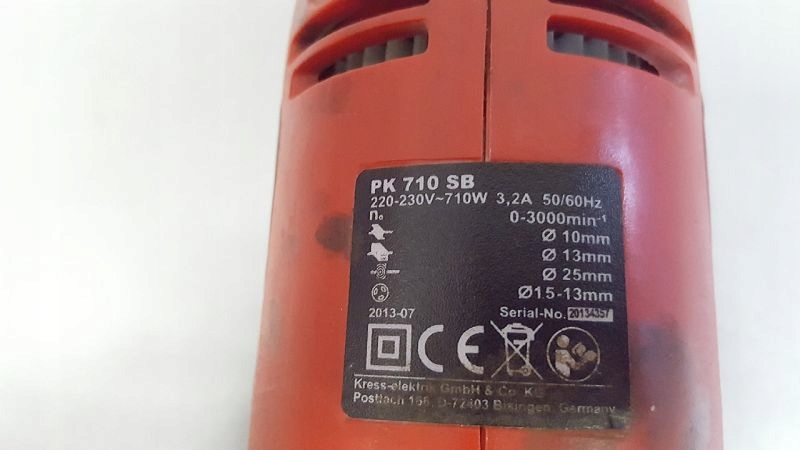 PK 710 SB
220-230V~710W 3,2A 50/60Hz
n₀ 0-3000min⁻¹
Ø 10mm
Ø 13mm
Ø 25mm
Ø1.5-13mm
2013-07 Serial-No. 20134357
CE
Kress-elektrik GmbH & Co. KG
Postfach 166, D-72403 Bisingen, Germany